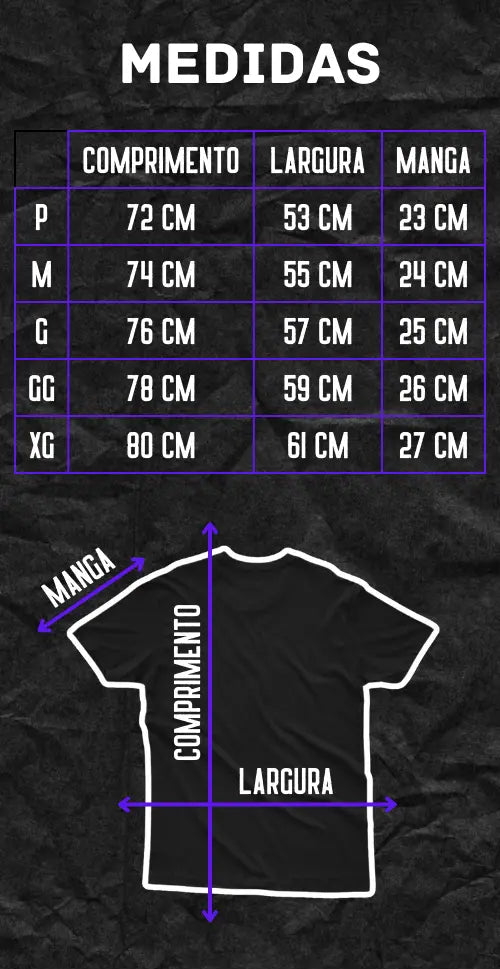 MEDIDAS
COMPRIMENTO LARGURA MANGA
P 72 CM 53 CM 23 CM
M 74 CM 55 CM 24 CM
G 76 CM 57 CM 25 CM
GG 78 CM 59 CM 26 CM
XG 80 CM 61 CM 27 CM
MANGA
COMPRIMENTO
LARGURA